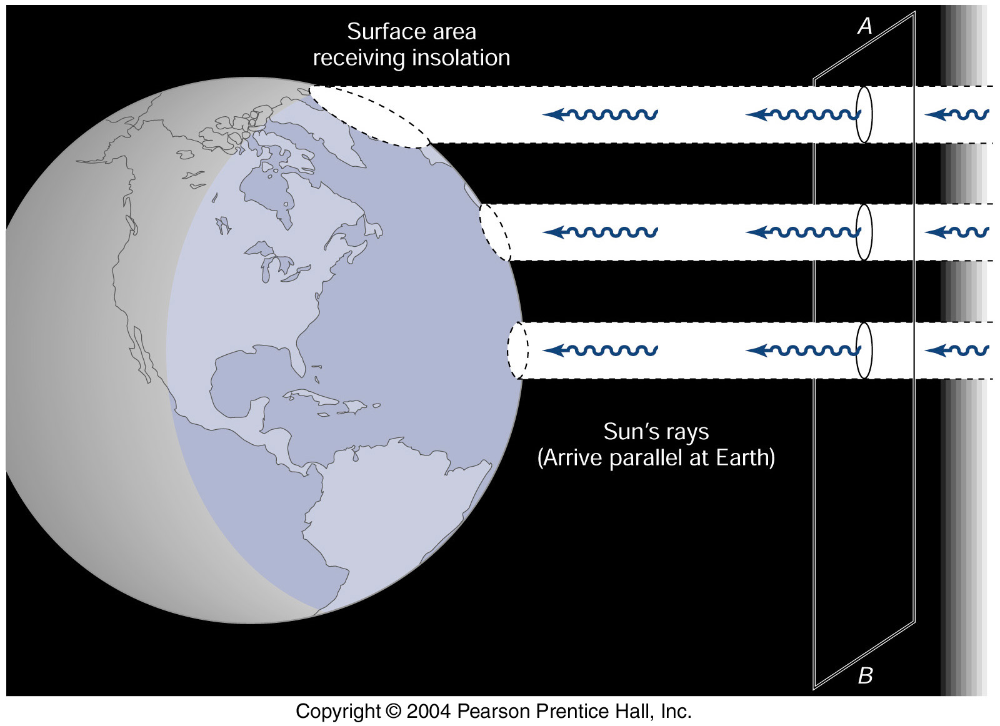 A
Surface area
receiving insolation
Sun's rays
(Arrive parallel at Earth)
B
Copyright © 2004 Pearson Prentice Hall, Inc.